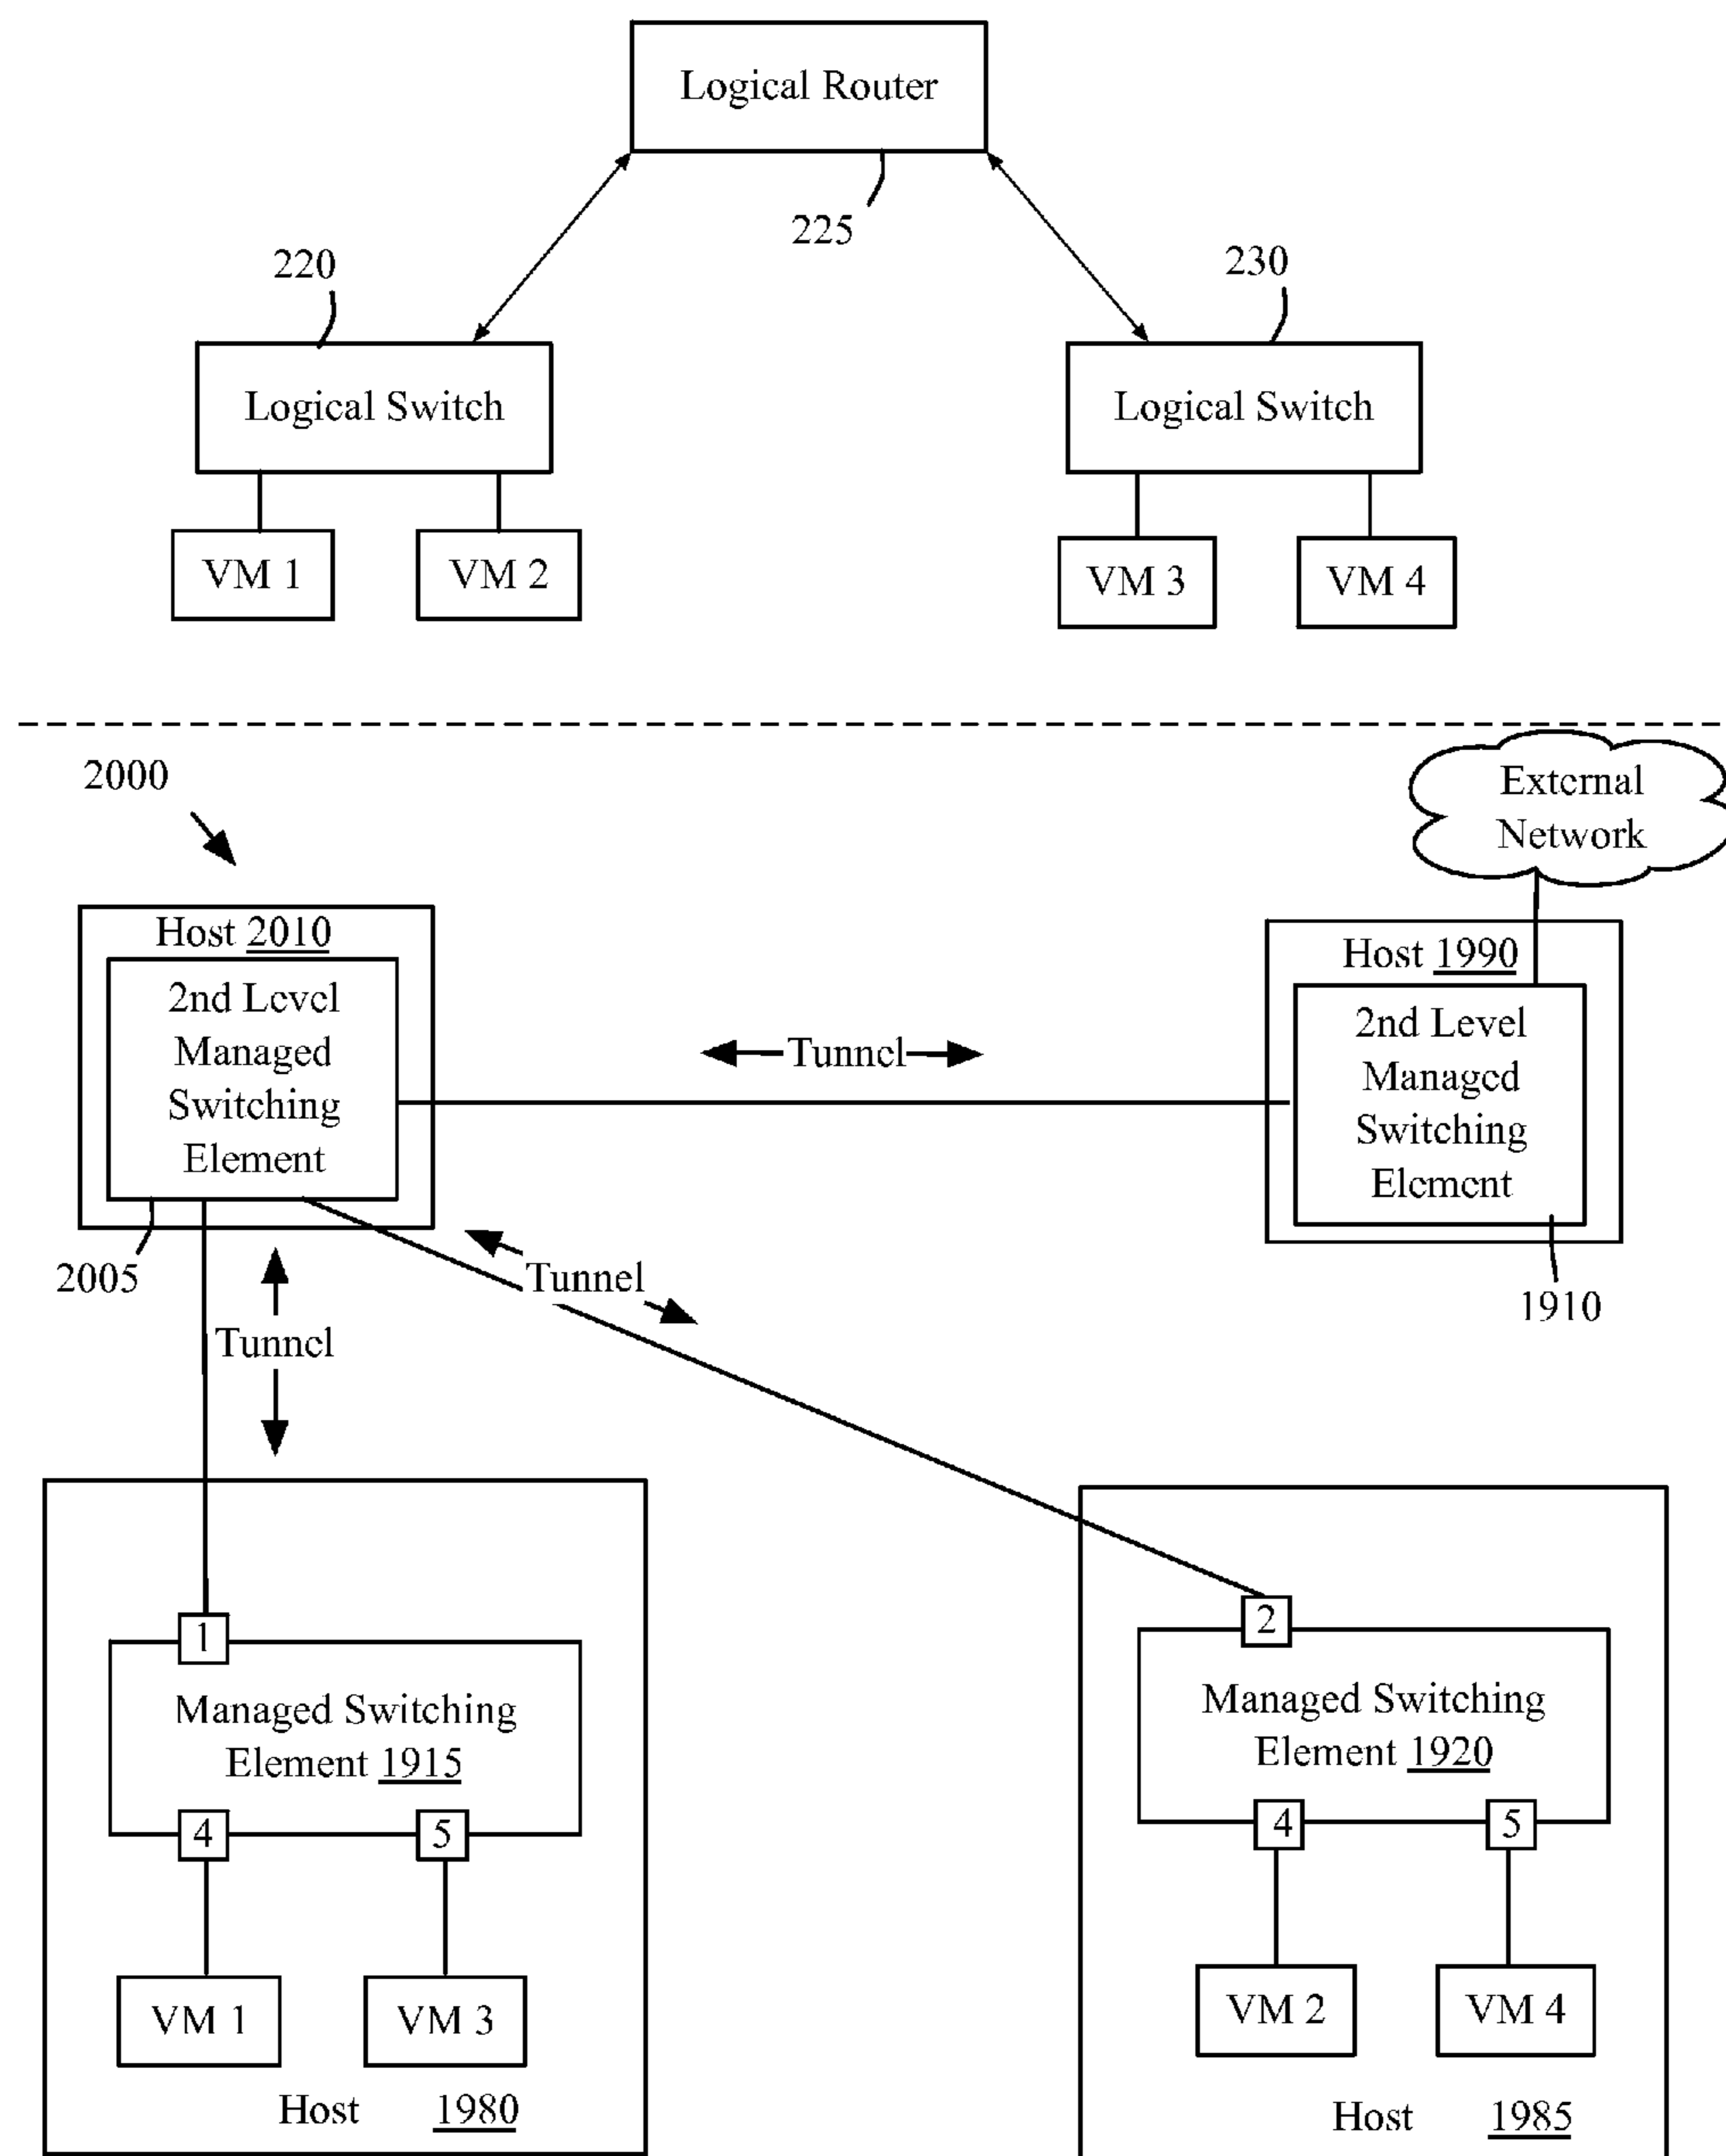 Logical Router
225
220
230
Logical Switch
Logical Switch
VM 1
VM 2
VM 3
VM 4
2000
External
Network
Host 2010
2nd Level
Managed
Switching
Element
Host 1990
2nd Level
Managed
Switching
Element
Tunnel
2005
Tunnel
1910
Tunnel
1
2
Managed Switching
Element 1915
Managed Switching
Element 1920
4
5
4
5
VM 1
VM 3
VM 2
VM 4
Host 1980
Host 1985